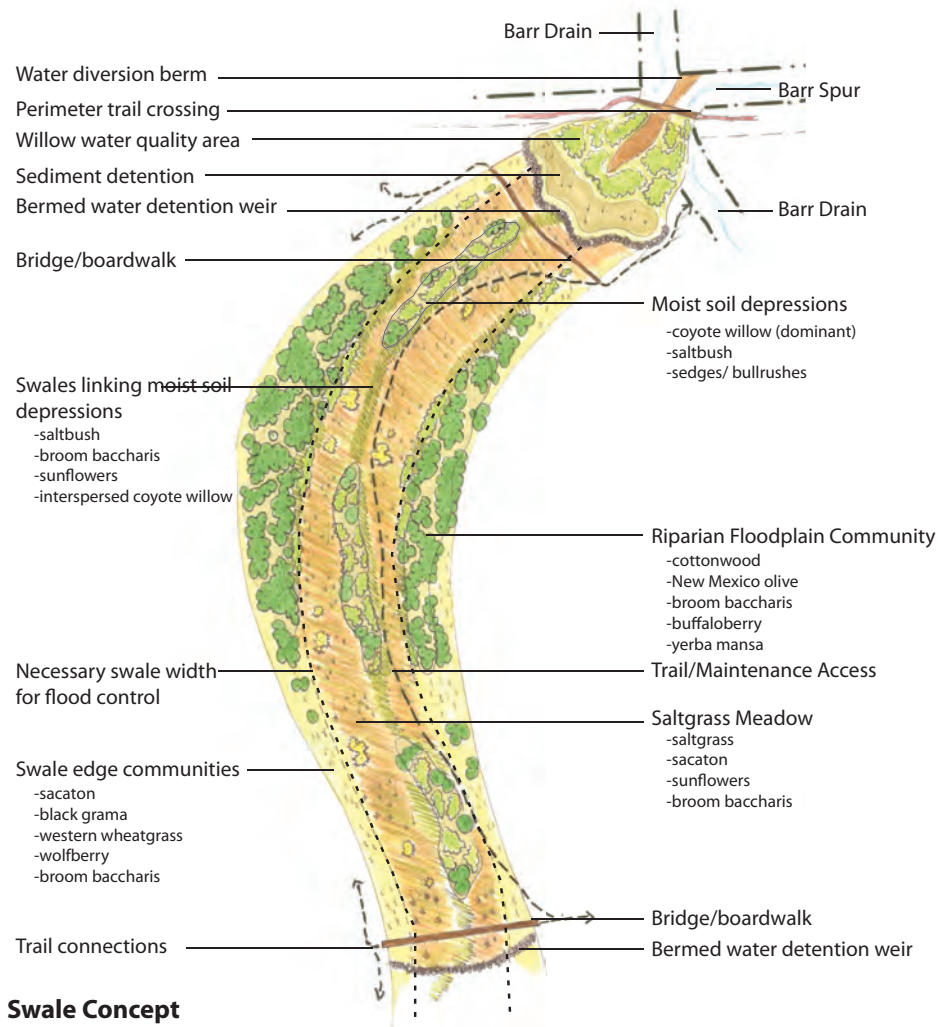 Barr Drain
Water diversion berm
Barr Spur
Perimeter trail crossing
Willow water quality area
Sediment detention
Bermed water detention weir
Barr Drain
Bridge/boardwalk
Moist soil depressions
-coyote willow (dominant)
-saltbush
-sedges/ bullrushes
Swales linking moist soil
depressions
-saltbush
-broom baccharis
-sunflowers
-interspersed coyote willow
Riparian Floodplain Community
-cottonwood
-New Mexico olive
-broom baccharis
-buffaloberry
-yerba mansa
Necessary swale width
for flood control
Trail/Maintenance Access
Saltgrass Meadow
-saltgrass
-sacaton
-sunflowers
-broom baccharis
Swale edge communities
-sacaton
-black grama
-western wheatgrass
-wolfberry
-broom baccharis
Bridge/boardwalk
Trail connections
Bermed water detention weir
Swale Concept